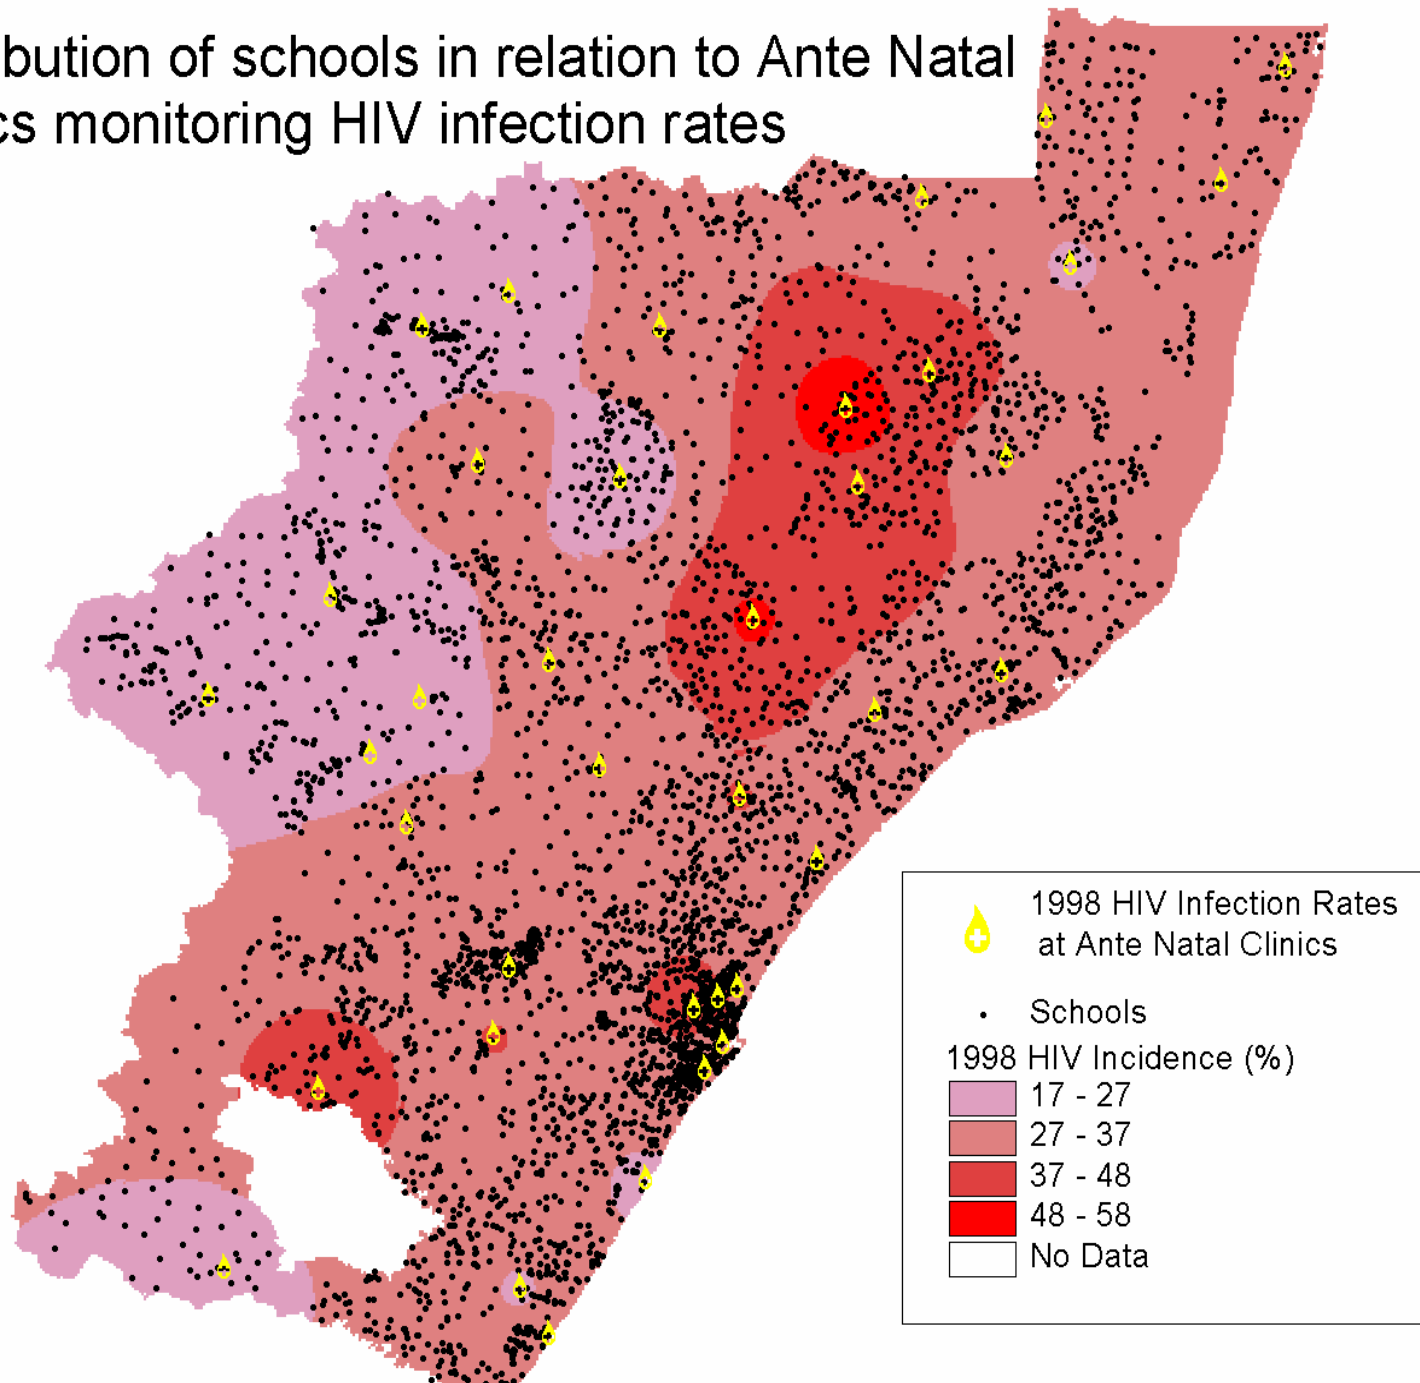 bution of schools in relation to Ante Natal
cs monitoring HIV infection rates
1998 HIV Infection Rates
at Ante Natal Clinics
Schools
1998 HIV Incidence (%)
17 - 27
27 - 37
37 - 48
48 - 58
No Data